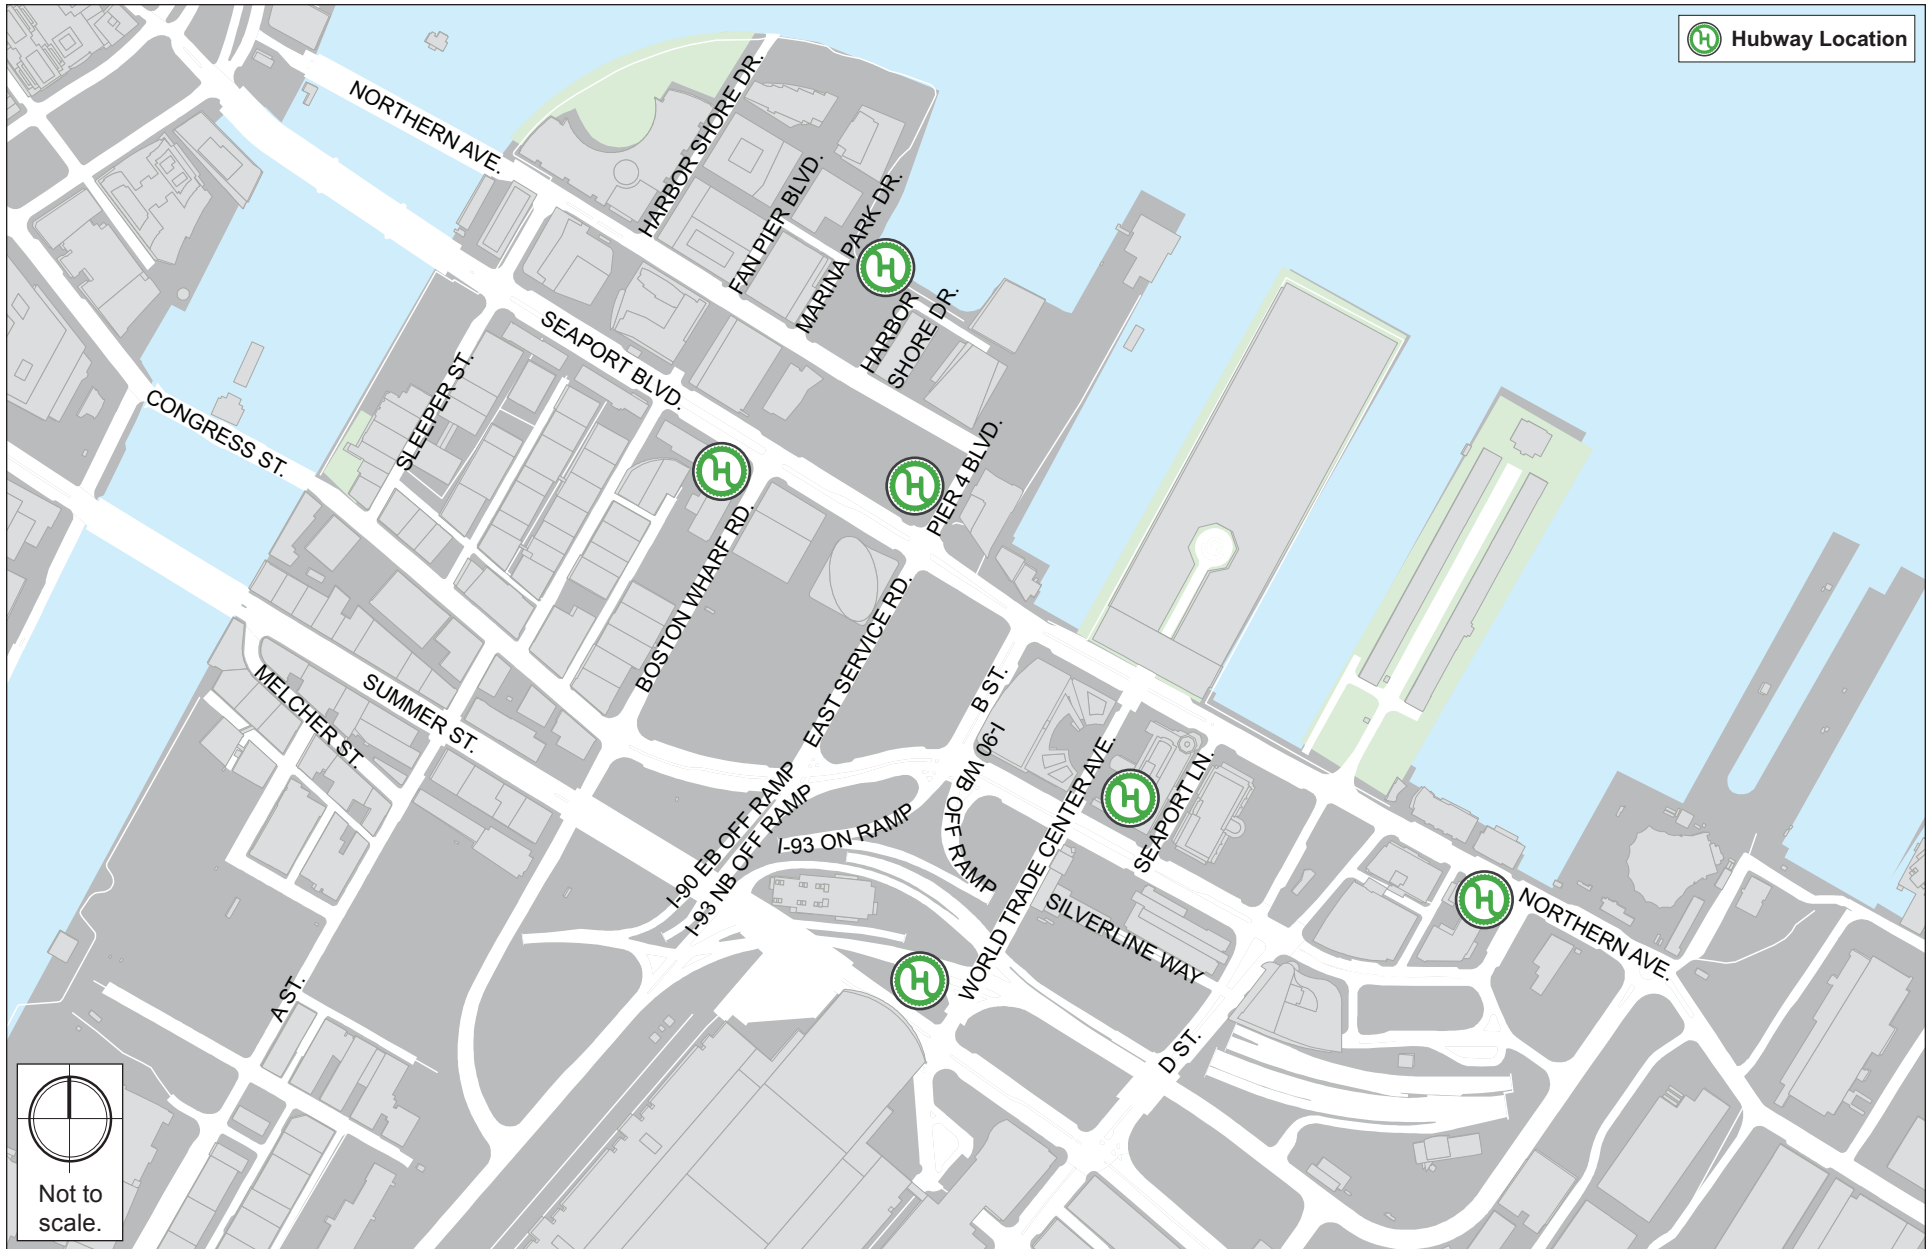 H Hubway Location
NORTHERN AVE.
HARBOR SHORE DR.
FAN PIER BLVD.
MARINA PARK DR.
H
HARBOR
SHORE DR.
SEAPORT BLVD.
SLEEPER ST.
CONGRESS ST.
H
H
PIER 4 BLVD.
BOSTON WHARF RD.
EAST SERVICE RD.
B ST.
MELCHER ST.
SUMMER ST.
I-90 WB OFF RAMP
WORLD TRADE CENTER AVE.
H
SEAPORT LN.
I-90 EB OFF RAMP
I-93 NB OFF RAMP
I-93 ON RAMP
SILVERLINE WAY
H
NORTHERN AVE.
H
A ST.
D ST.
Not to
scale.